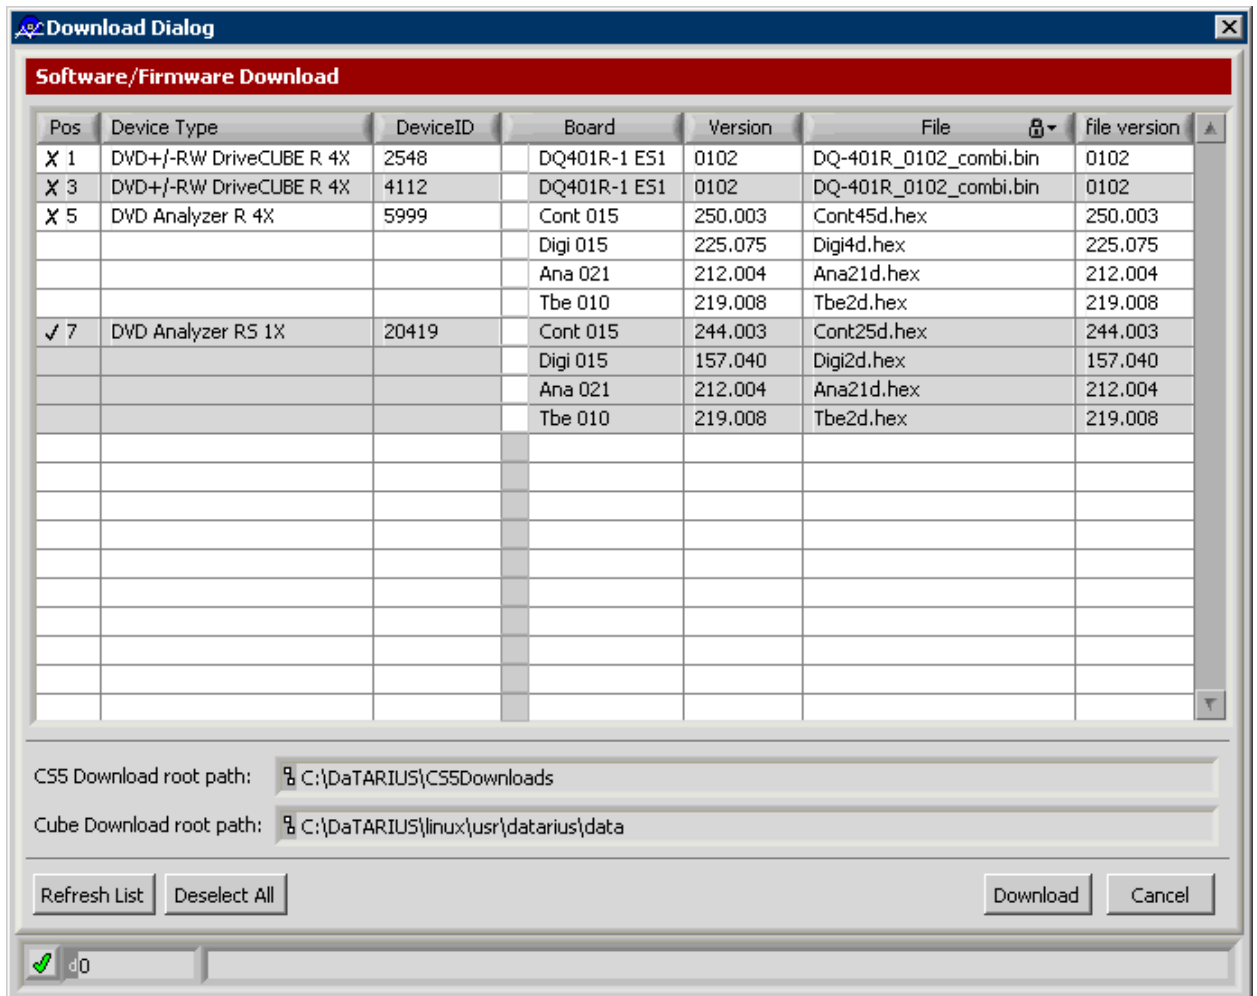 Download Dialog
Software/Firmware Download
Pos Device Type DeviceID Board Version File file version
X 1 DVD+/-RW DriveCUBE R 4X 2548 DQ401R-1 ES1 0102 DQ-401R_0102_combi.bin 0102
X 3 DVD+/-RW DriveCUBE R 4X 4112 DQ401R-1 ES1 0102 DQ-401R_0102_combi.bin 0102
X 5 DVD Analyzer R 4X 5999 Cont 015 250.003 Cont45d.hex 250.003
Digi 015 225.075 Digi4d.hex 225.075
Ana 021 212.004 Ana21d.hex 212.004
Tbe 010 219.008 Tbe2d.hex 219.008
✓ 7 DVD Analyzer RS 1X 20419 Cont 015 244.003 Cont25d.hex 244.003
Digi 015 157.040 Digi2d.hex 157.040
Ana 021 212.004 Ana21d.hex 212.004
Tbe 010 219.008 Tbe2d.hex 219.008
CS5 Download root path: C:\DaTARIUS\CS5Downloads
Cube Download root path: C:\DaTARIUS\linux\usr\datarius\data
Refresh List Deselect All Download Cancel
d0